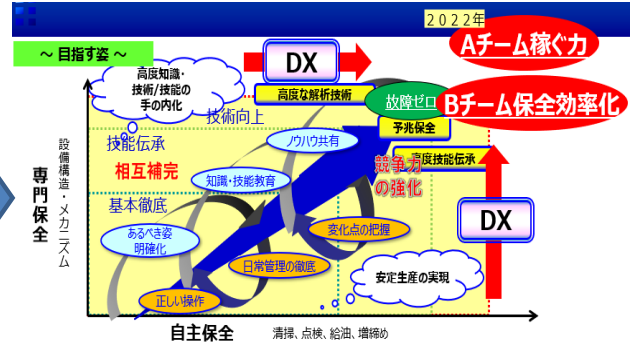 2022年
Aチーム稼ぐ力
～ 目指す姿 ～
DX
高度知識・
技術/技能の
手の内化
高度な解析技術
故障ゼロ
Bチーム保全効率化
技術向上
予兆保全
技能伝承
ノウハウ共有
相互補完
競争力
の強化
高度技能伝承
知識・技能教育
基本徹底
専門保全
設備構造・メカニズム
あるべき姿
明確化
変化点の把握
DX
日常管理の徹底
安定生産の実現
正しい操作
自主保全
清掃、点検、給油、増締め